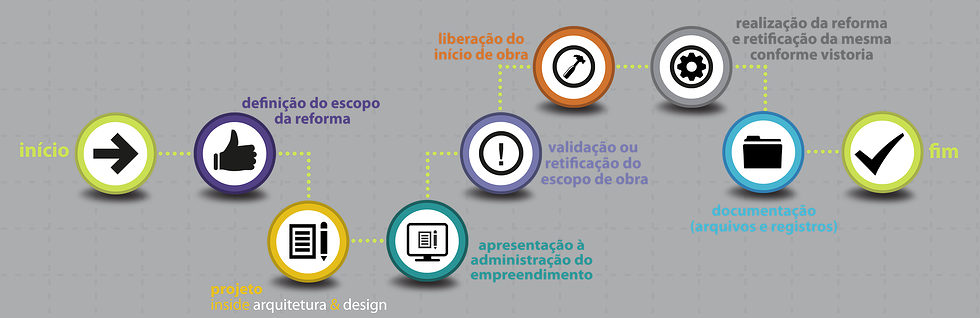 início
definição do escopo
da reforma
projeto
inside arquitetura & design
apresentação à
administração do
empreendimento
validação ou
retificação do
escopo de obra
liberação do
início de obra
realização da reforma
e retificação da mesma
conforme vistoria
documentação
(arquivos e registros)
fim